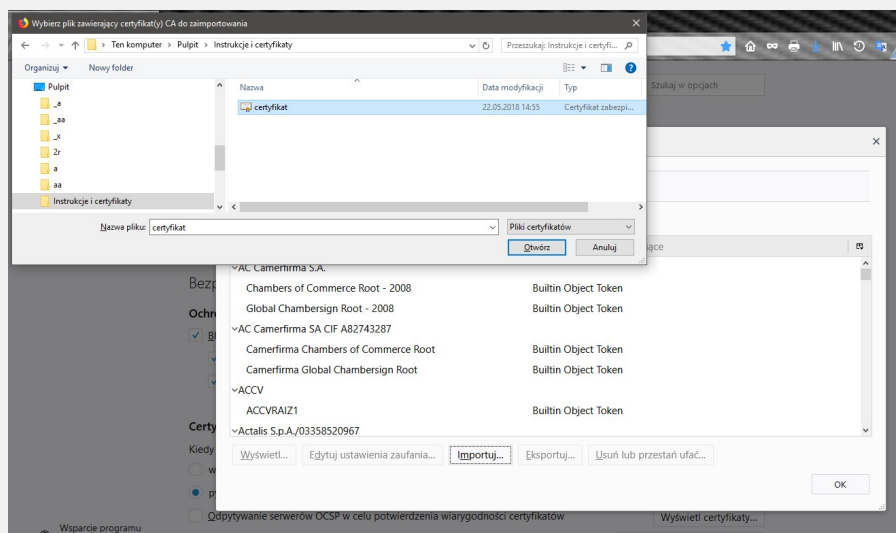 Wybierz plik zawierający certyfikat(y) CA do zaimportowania
Ten komputer > Pulpit > Instrukcje i certyfikaty
Przeszukaj: Instrukcje i certyfi...
Organizuj
Nowy folder
Szukaj w opcjach
Pulpit
_a
_aa
_x
2r
a
aa
Instrukcje i certyfikaty
Nazwa
Data modyfikacji
Typ
certyfikat
22.05.2018 14:55
Certyfikat zabezpi...
Nazwa pliku: certyfikat
Pliki certyfikatów
Otwórz
Anuluj
AC Camerfirma S.A.
Chambers of Commerce Root - 2008 Builtin Object Token
Global Chambersign Root - 2008 Builtin Object Token
AC Camerfirma SA CIF A82743287
Camerfirma Chambers of Commerce Root Builtin Object Token
Camerfirma Global Chambersign Root Builtin Object Token
ACCV
ACCVRAIZ1 Builtin Object Token
Actalis S.p.A./03358520967
Wyświetl... Edytuj ustawienia zaufania... Importuj... Eksportuj... Usuń lub przestań ufać...
OK
Kiedy
Odpytywanie serwerów OCSP w celu potwierdzenia wiarygodności certyfikatów
Wyświetl certyfikaty...
Wsparcie programu